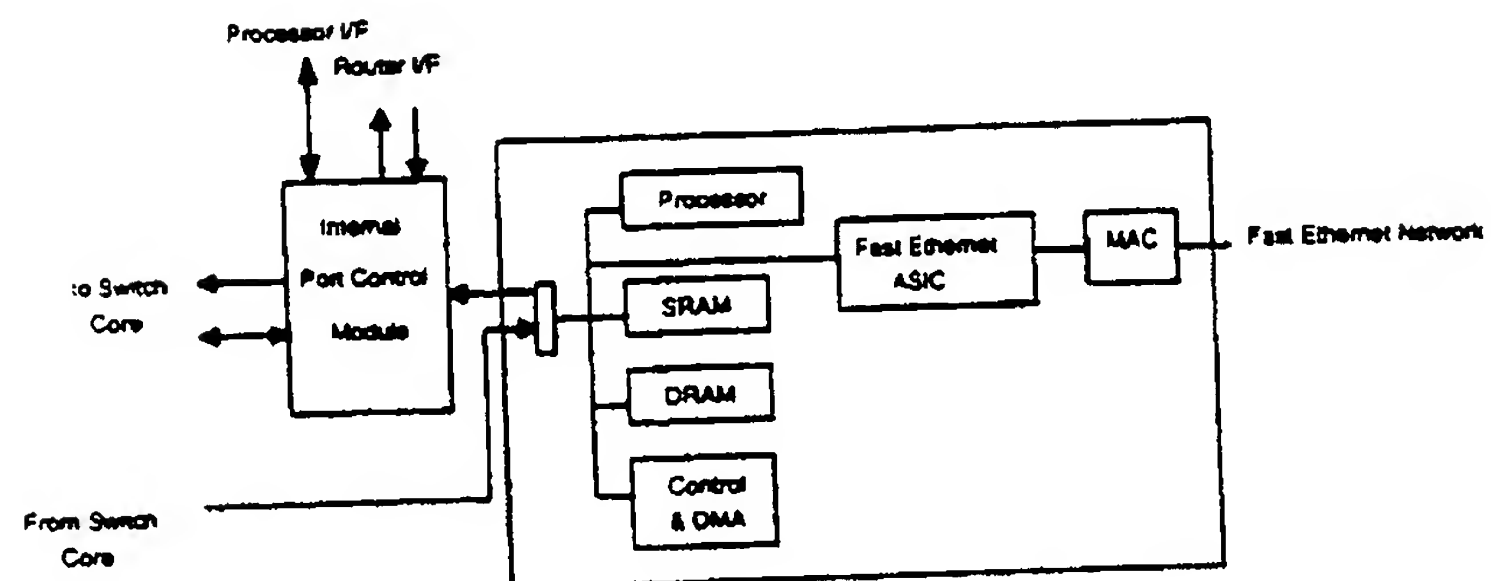 Processor I/F
Router I/F
Internal
Port Control
Module
to Switch
Core
From Switch
Core
Processor
Fast Ethernet
ASIC
MAC
Fast Ethernet Network
SRAM
DRAM
Control
& DMA